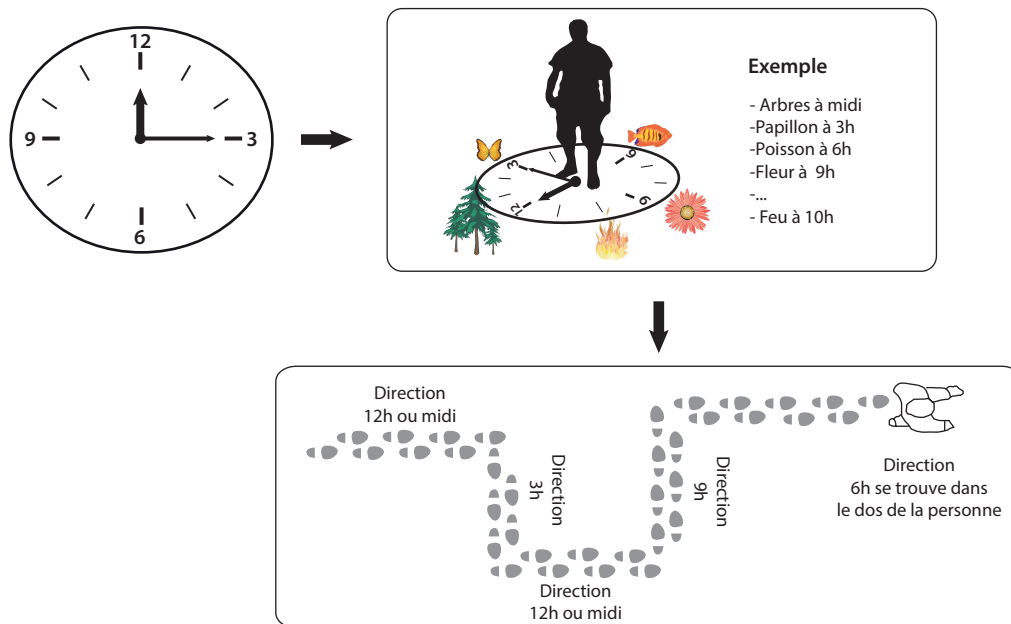 12
9
3
6
Exemple
- Arbres à midi
-Papillon à 3h
-Poisson à 6h
-Fleur à 9h
-...
- Feu à 10h
3
6
12
9
Direction
12h ou midi
Direction
3h
Direction
9h
Direction
12h ou midi
Direction
6h se trouve dans
le dos de la personne